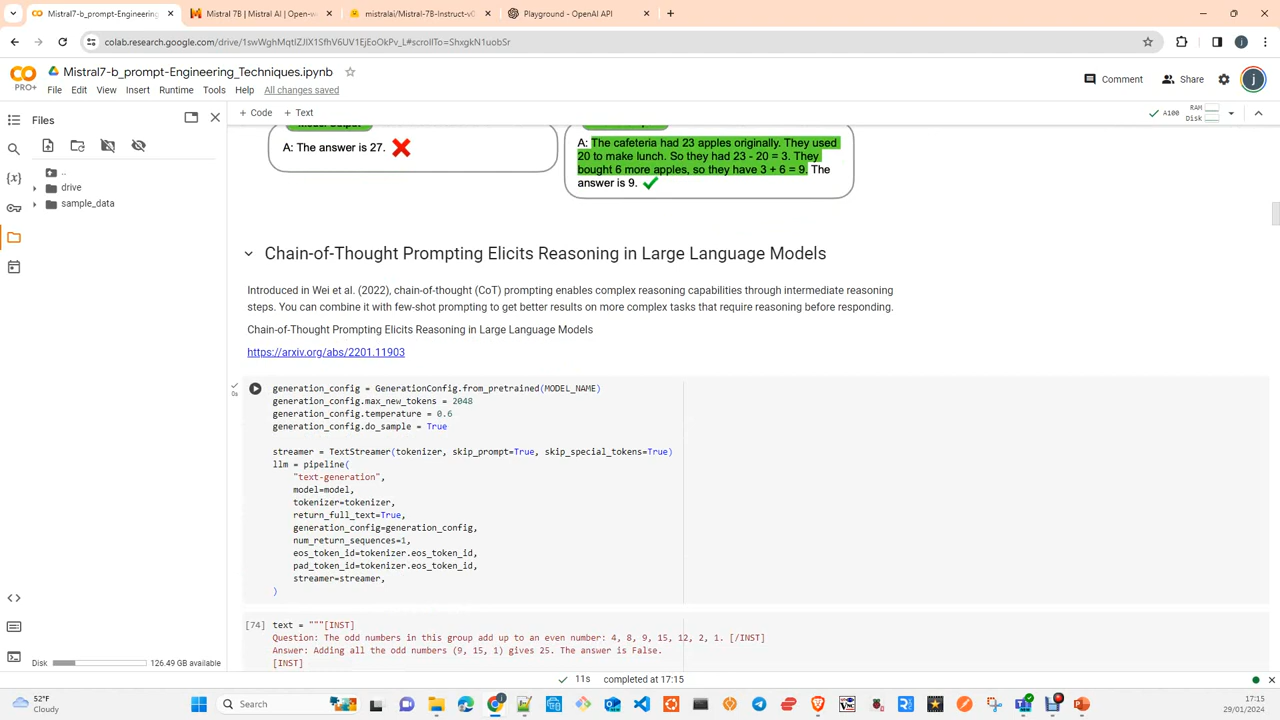 Mistral7-b_prompt-Engineering_
Mistral 7B | Mistral AI | Open-w
mistralai/Mistral-7B-Instruct-v0
Playground - OpenAI API
colab.research.google.com/drive/1swWghMqtIZJIX1SfhV6UV1EjEoOkPv_L#scrollTo=ShxgkN1uobSr
j
CO
PRO+
Mistral7-b_prompt-Engineering_Techniques.ipynb
Comment
Share
j
File Edit View Insert Runtime Tools Help All changes saved
Files
+ Code + Text
A100
RAM
Disk
{x}
..
drive
sample_data
A: The answer is 27.
A: The cafeteria had 23 apples originally. They used
20 to make lunch. So they had 23 - 20 = 3. They
bought 6 more apples, so they have 3 + 6 = 9. The
answer is 9.
Chain-of-Thought Prompting Elicits Reasoning in Large Language Models
Introduced in Wei et al. (2022), chain-of-thought (CoT) prompting enables complex reasoning capabilities through intermediate reasoning
steps. You can combine it with few-shot prompting to get better results on more complex tasks that require reasoning before responding.
Chain-of-Thought Prompting Elicits Reasoning in Large Language Models
https://arxiv.org/abs/2201.11903
0s
generation_config = GenerationConfig.from_pretrained(MODEL_NAME)
generation_config.max_new_tokens = 2048
generation_config.temperature = 0.6
generation_config.do_sample = True
streamer = TextStreamer(tokenizer, skip_prompt=True, skip_special_tokens=True)
llm = pipeline(
"text-generation",
model=model,
tokenizer=tokenizer,
return_full_text=True,
generation_config=generation_config,
num_return_sequences=1,
eos_token_id=tokenizer.eos_token_id,
pad_token_id=tokenizer.eos_token_id,
streamer=streamer,
)
[74] text = """[INST]
Question: The odd numbers in this group add up to an even number: 4, 8, 9, 15, 12, 2, 1. [/INST]
Answer: Adding all the odd numbers (9, 15, 1) gives 25. The answer is False.
[INST]
Disk 126.49 GB available
11s completed at 17:15
52°F
Cloudy
Search
17:15
29/01/2024